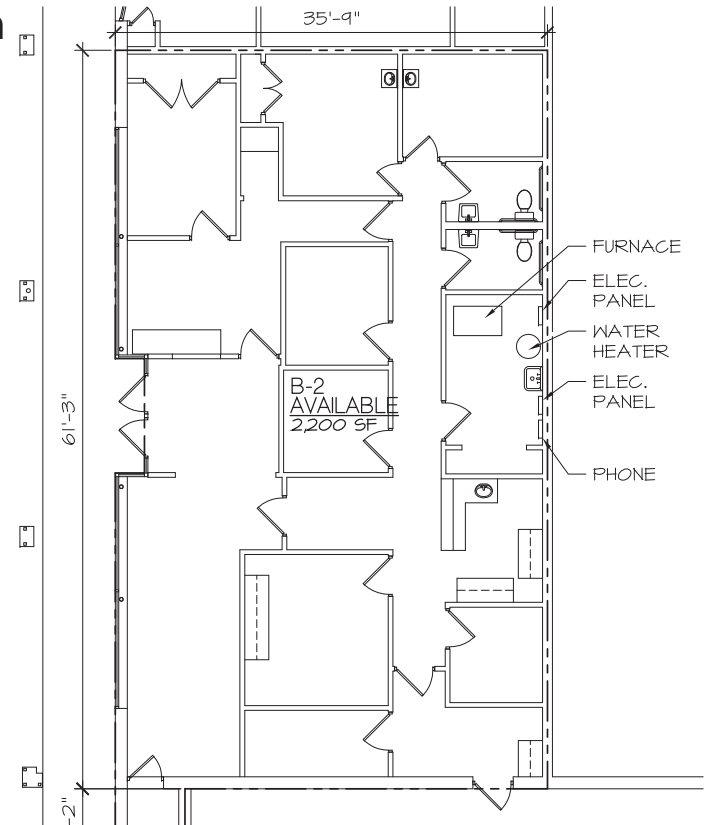 35'-9"
FURNACE
ELEC.
PANEL
WATER
HEATER
ELEC.
PANEL
B-2
AVAILABLE
2,200 SF
61'-3"
PHONE
-2"